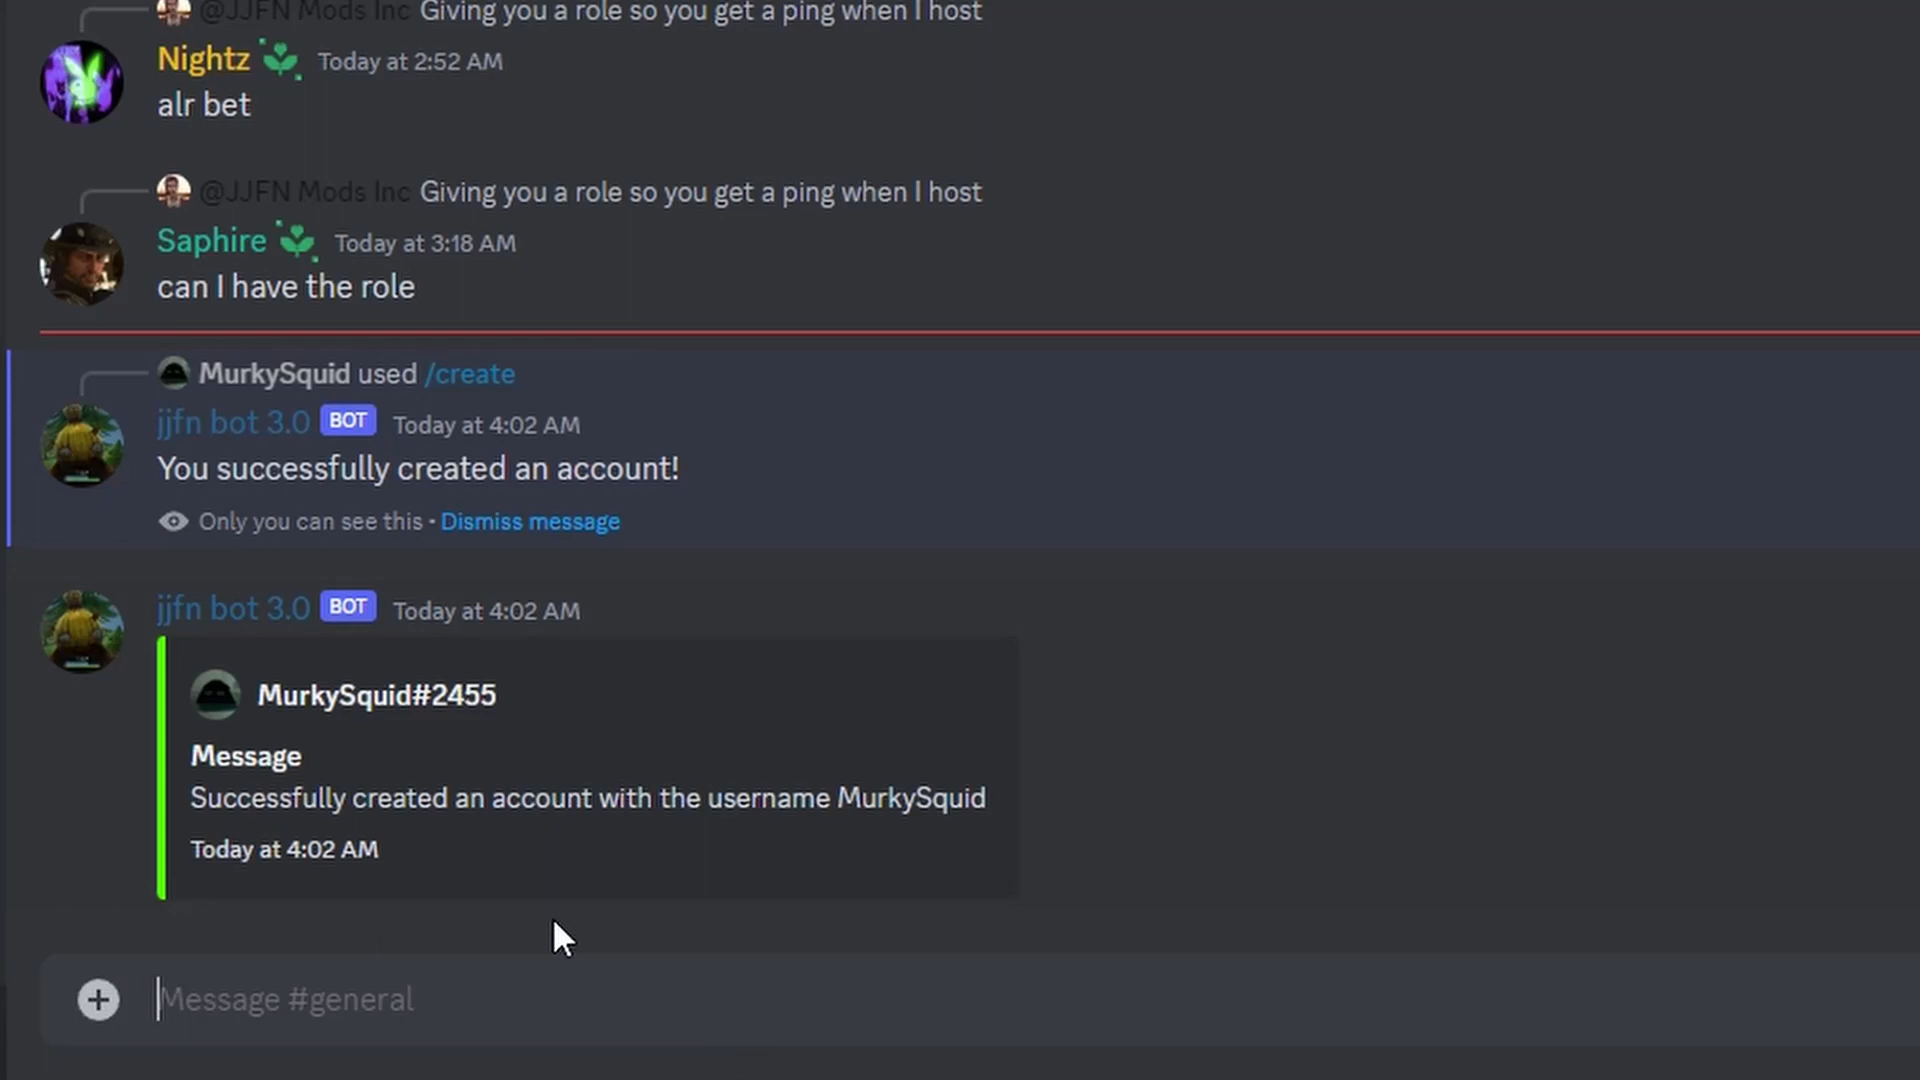 @JJFN Mods Inc Giving you a role so you get a ping when I host
Nightz Today at 2:52 AM
alr bet
@JJFN Mods Inc Giving you a role so you get a ping when I host
Saphire Today at 3:18 AM
can I have the role
MurkySquid used /create
jjfn bot 3.0 BOT Today at 4:02 AM
You successfully created an account!
Only you can see this • Dismiss message
jjfn bot 3.0 BOT Today at 4:02 AM
MurkySquid#2455
Message
Successfully created an account with the username MurkySquid
Today at 4:02 AM
Message #general